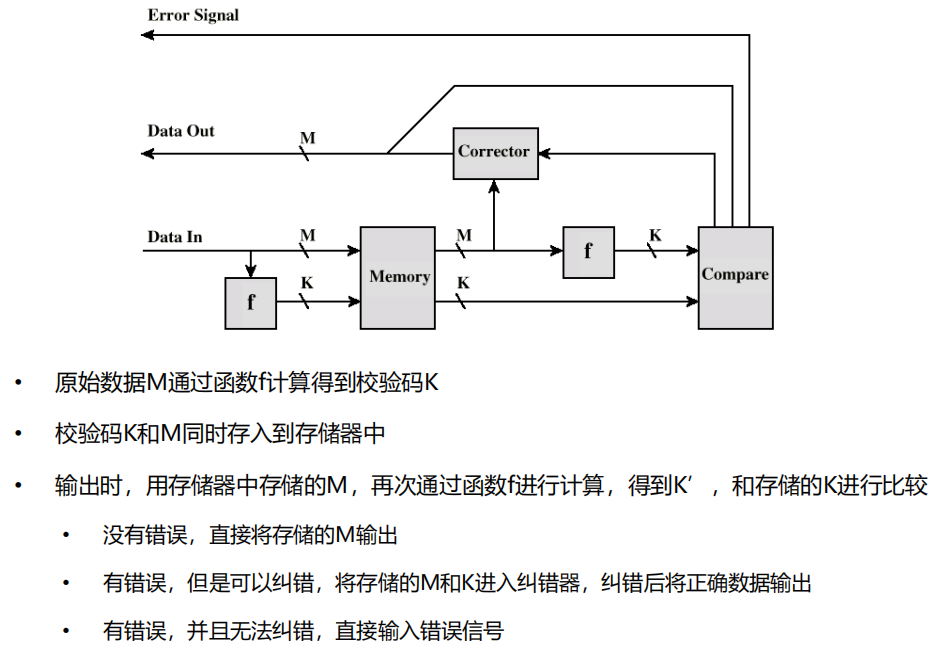 Error Signal
Data Out
M
Corrector
Data In
M
M
f
K
Memory
Compare
f
K
K
• 原始数据M通过函数f计算得到校验码K
• 校验码K和M同时存入到存储器中
• 输出时，用存储器中存储的M，再次通过函数f进行计算，得到K’，和存储的K进行比较
• 没有错误，直接将存储的M输出
• 有错误，但是可以纠错，将存储的M和K进入纠错器，纠错后将正确数据输出
• 有错误，并且无法纠错，直接输入错误信号